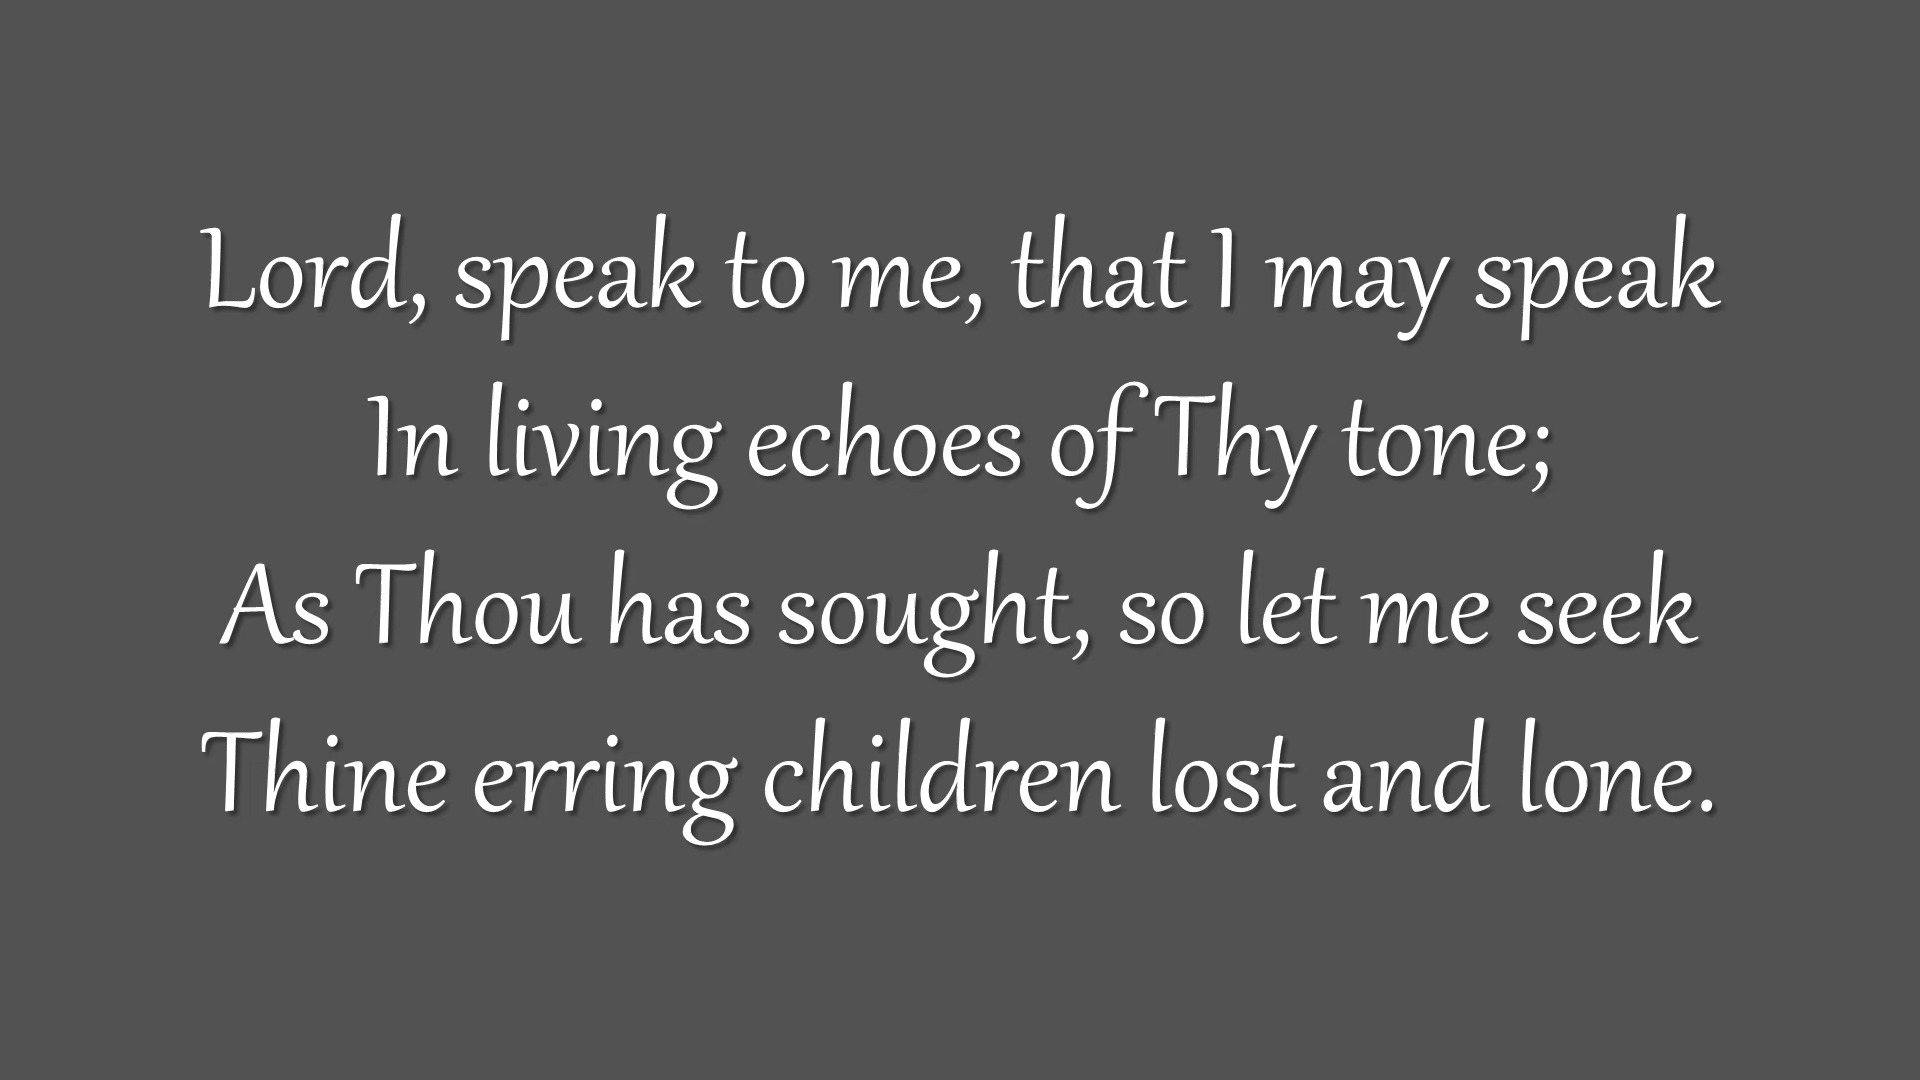 Lord, speak to me, that I may speak
In living echoes of Thy tone;
As Thou has sought, so let me seek
Thine erring children lost and lone.